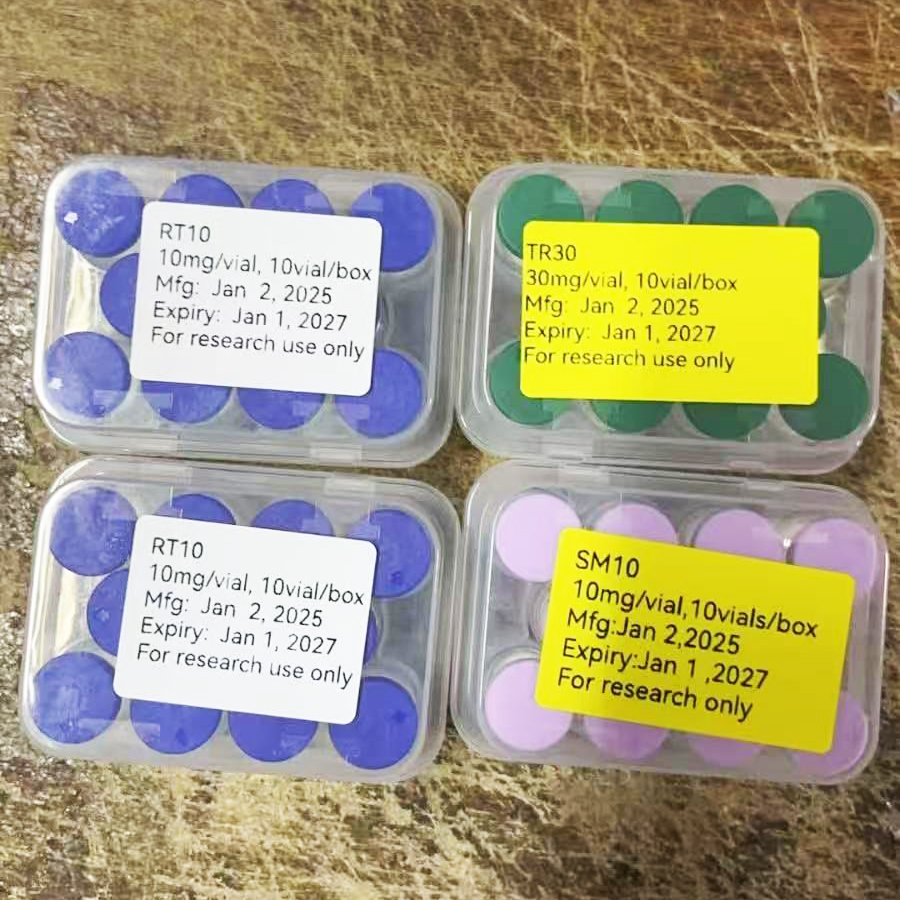 RT10
10mg/vial, 10vial/box
Mfg: Jan 2, 2025
Expiry: Jan 1, 2027
For research use only
TR30
30mg/vial, 10vial/box
Mfg: Jan 2, 2025
Expiry: Jan 1, 2027
For research use only
RT10
10mg/vial, 10vial/box
Mfg: Jan 2, 2025
Expiry: Jan 1, 2027
For research use only
SM10
10mg/vial,10vials/box
Mfg:Jan 2,2025
Expiry:Jan 1 ,2027
For research only